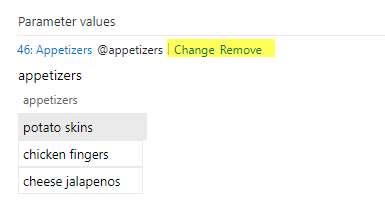 Parameter values
46: Appetizers @appetizers | Change Remove
appetizers
appetizers
potato skins
chicken fingers
cheese jalapenos